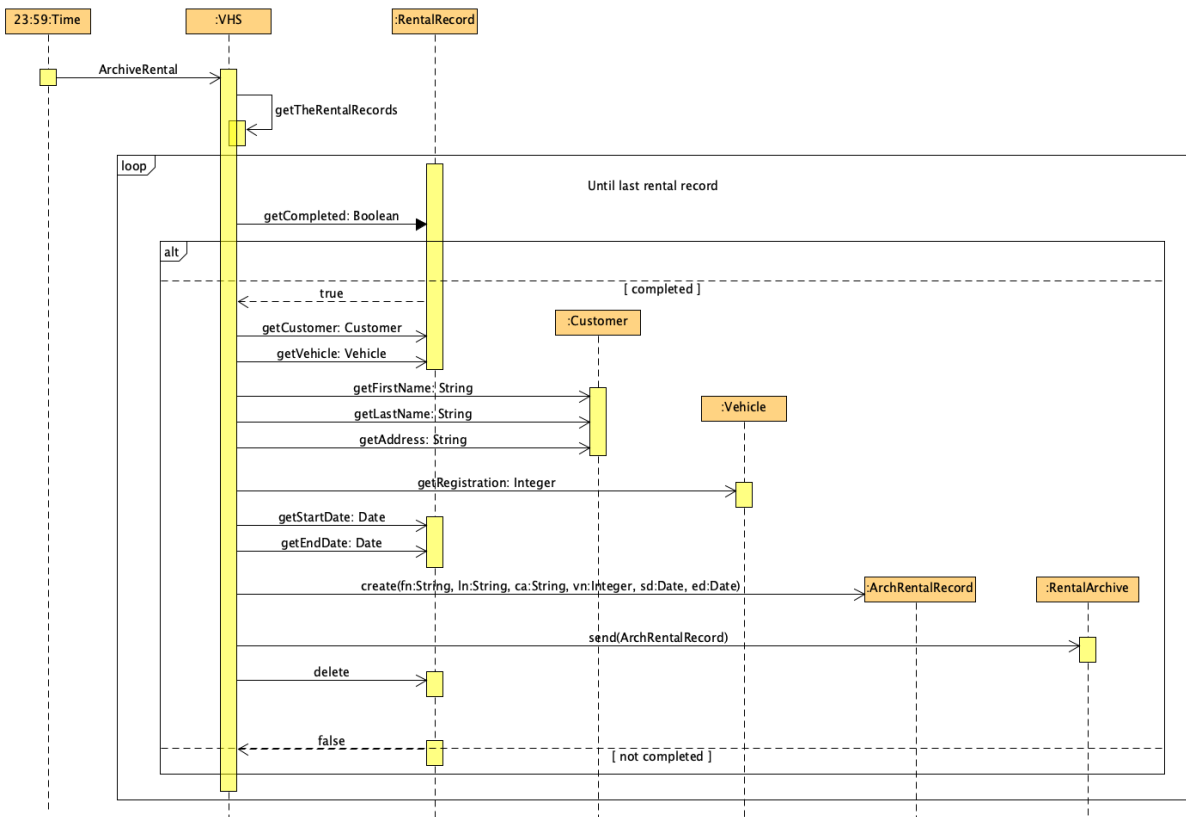 23:59:Time
:VHS
:RentalRecord
ArchiveRental
getTheRentalRecords
loop
Until last rental record
getCompleted: Boolean
alt
[ completed ]
true
:Customer
getCustomer: Customer
getVehicle: Vehicle
getFirstName: String
:Vehicle
getLastName: String
getAddress: String
getRegistration: Integer
getStartDate: Date
getEndDate: Date
create(fn:String, ln:String, ca:String, vn:Integer, sd:Date, ed:Date)
:ArchRentalRecord
:RentalArchive
send(ArchRentalRecord)
delete
false
[ not completed ]